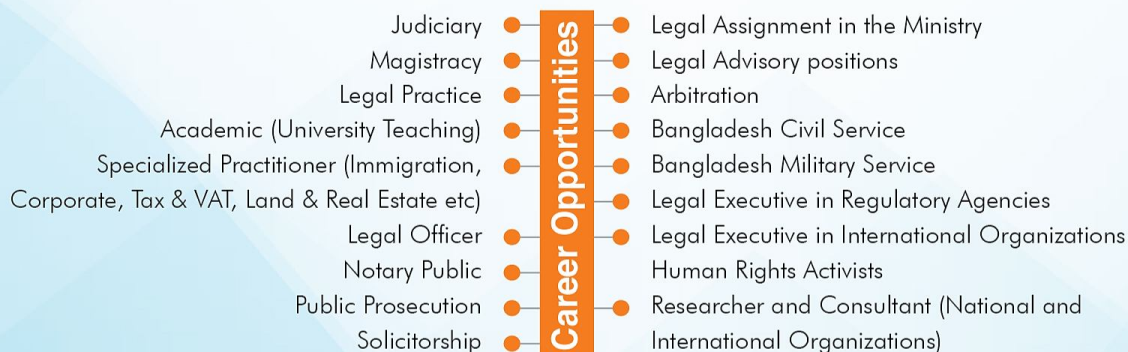 Judiciary
Magistracy
Legal Practice
Academic (University Teaching)
Specialized Practitioner (Immigration,
Corporate, Tax & VAT, Land & Real Estate etc)
Legal Officer
Notary Public
Public Prosecution
Solicitorship
Career Opportunities
Legal Assignment in the Ministry
Legal Advisory positions
Arbitration
Bangladesh Civil Service
Bangladesh Military Service
Legal Executive in Regulatory Agencies
Legal Executive in International Organizations
Human Rights Activists
Researcher and Consultant (National and
International Organizations)